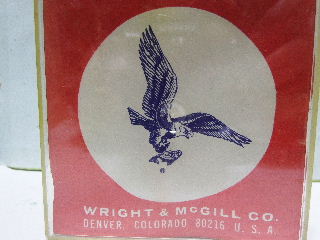 WRIGHT & McGILL CO.
DENVER, COLORADO 80216 U. S. A.